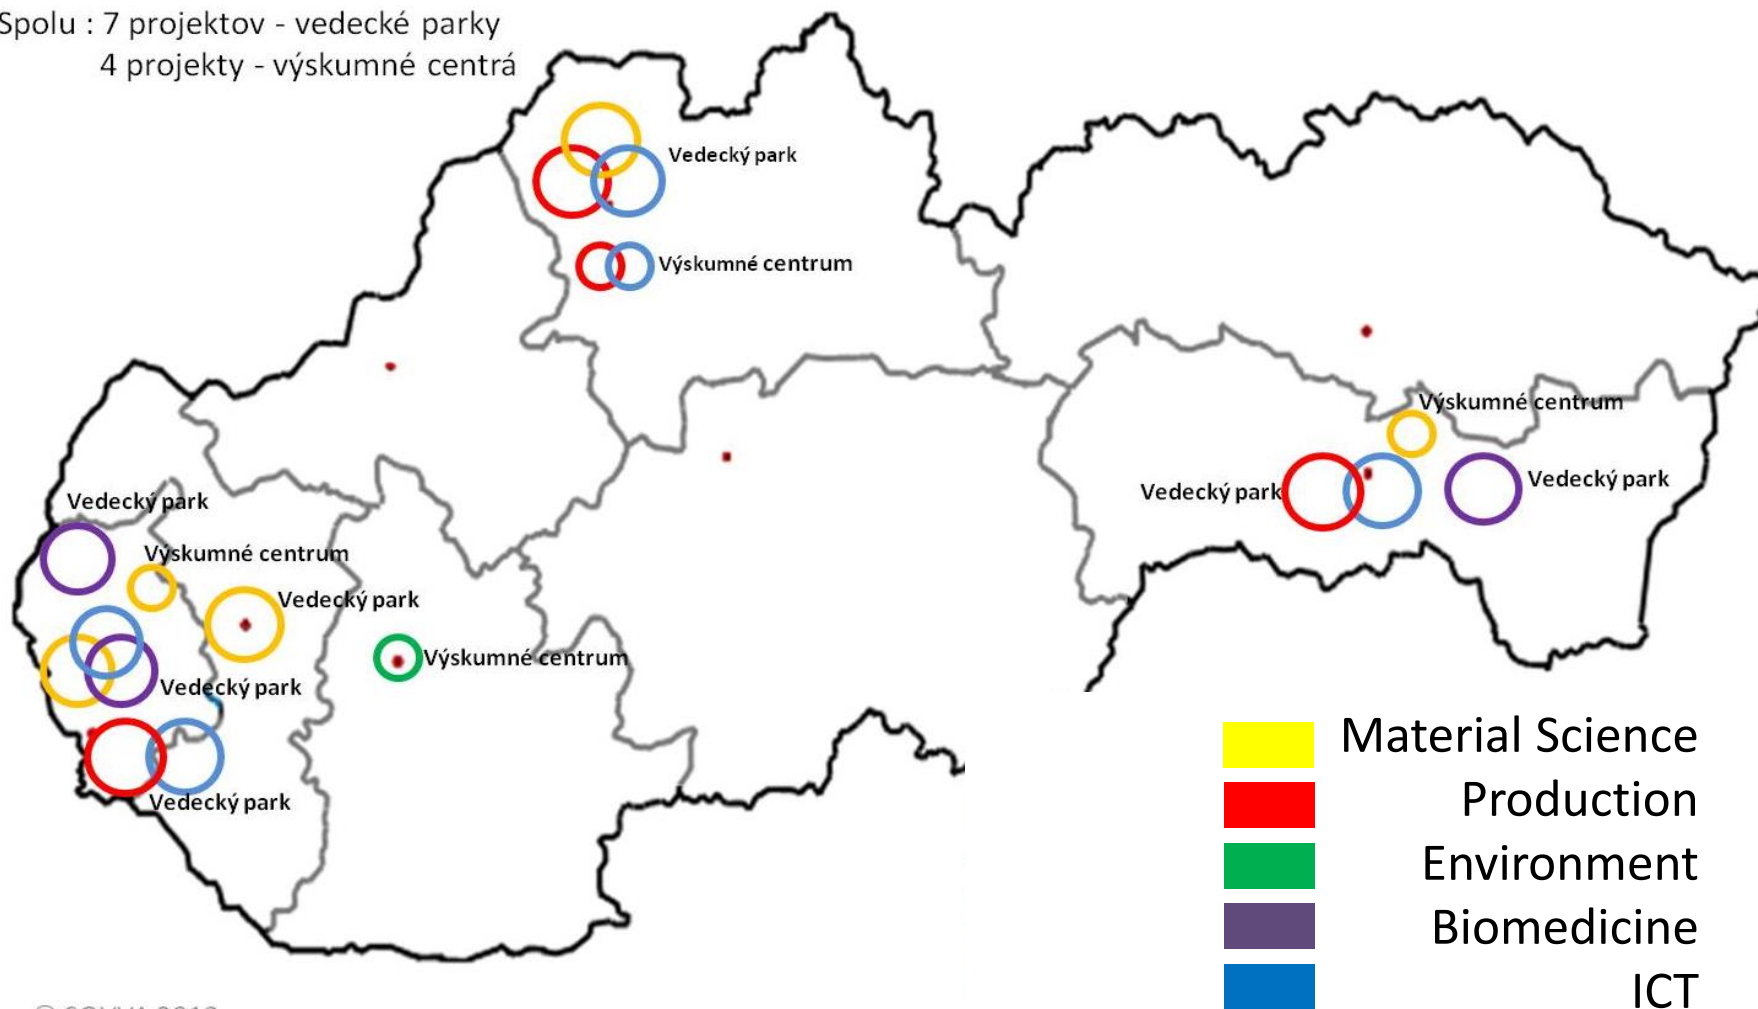 Spolu : 7 projektov - vedecké parky
4 projekty - výskumné centrá
Vedecký park
Výskumné centrum
Výskumné centrum
Vedecký park
Vedecký park
Vedecký park
Výskumné centrum
Vedecký park
Výskumné centrum
Vedecký park
Vedecký park
Material Science
Production
Environment
Biomedicine
ICT